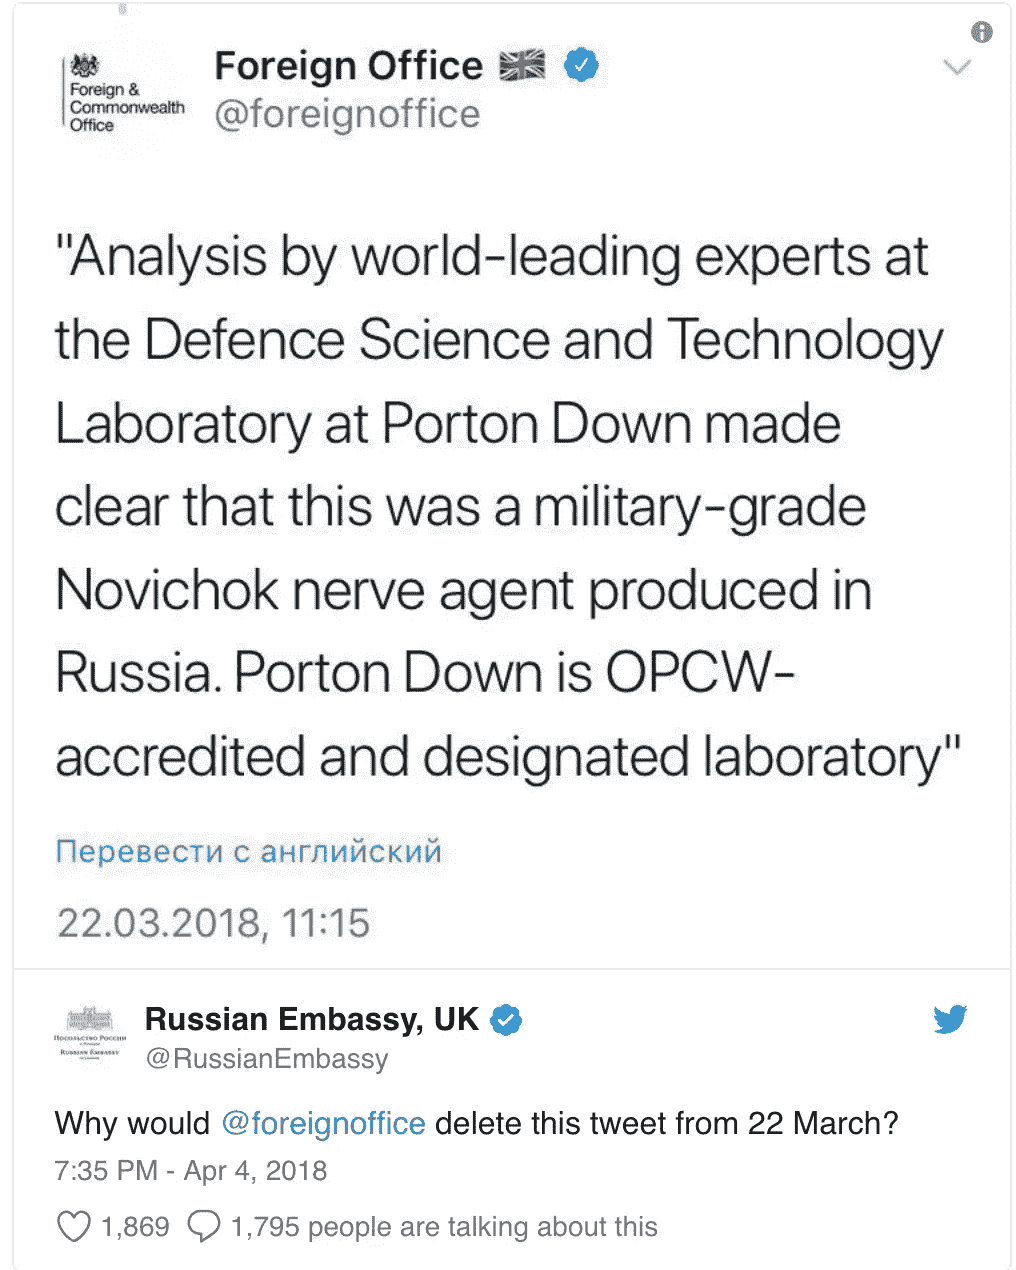 Foreign &
Commonwealth
Office
Foreign Office
@foreignoffice
"Analysis by world-leading experts at
the Defence Science and Technology
Laboratory at Porton Down made
clear that this was a military-grade
Novichok nerve agent produced in
Russia. Porton Down is OPCW-
accredited and designated laboratory"
Перевести с английский
22.03.2018, 11:15
Посольство России
Russian Embassy
Russian Embassy, UK
@RussianEmbassy
Why would @foreignoffice delete this tweet from 22 March?
7:35 PM - Apr 4, 2018
1,869 1,795 people are talking about this